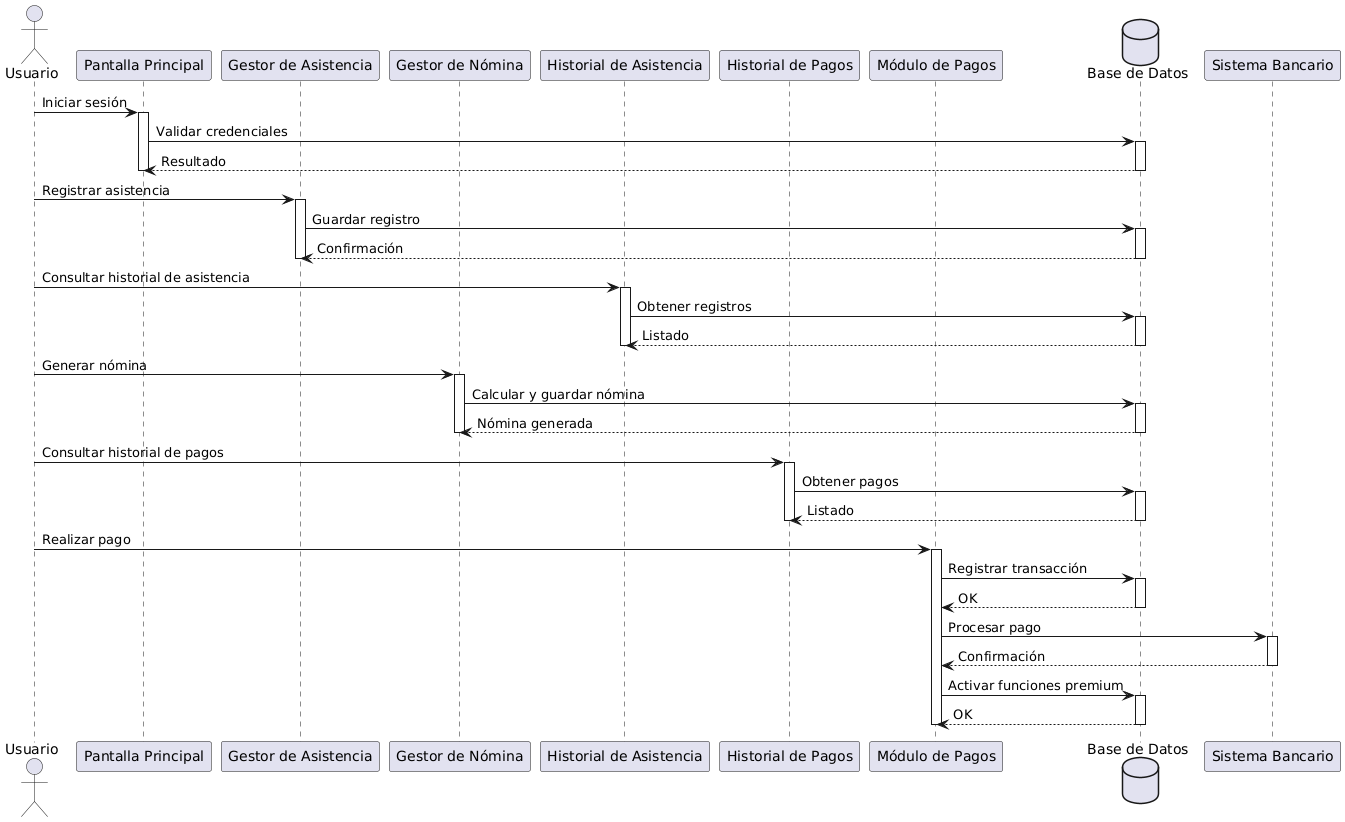 Usuario
Pantalla Principal
Gestor de Asistencia
Gestor de Nómina
Historial de Asistencia
Historial de Pagos
Módulo de Pagos
Base de Datos
Sistema Bancario
Iniciar sesión
Validar credenciales
Resultado
Registrar asistencia
Guardar registro
Confirmación
Consultar historial de asistencia
Obtener registros
Listado
Generar nómina
Calcular y guardar nómina
Nómina generada
Consultar historial de pagos
Obtener pagos
Listado
Realizar pago
Registrar transacción
OK
Procesar pago
Confirmación
Activar funciones premium
OK
Usuario
Pantalla Principal
Gestor de Asistencia
Gestor de Nómina
Historial de Asistencia
Historial de Pagos
Módulo de Pagos
Base de Datos
Sistema Bancario